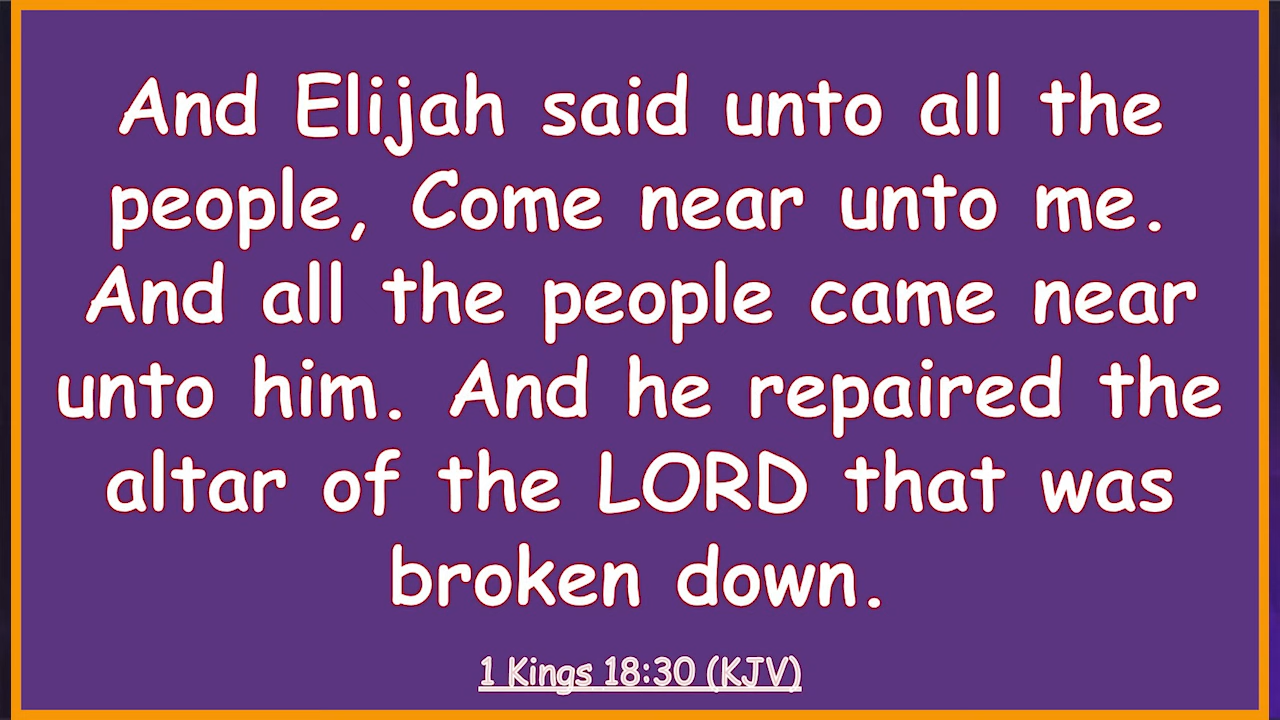 And Elijah said unto all the
people, Come near unto me.
And all the people came near
unto him. And he repaired the
altar of the LORD that was
broken down.
1 Kings 18:30 (KJV)